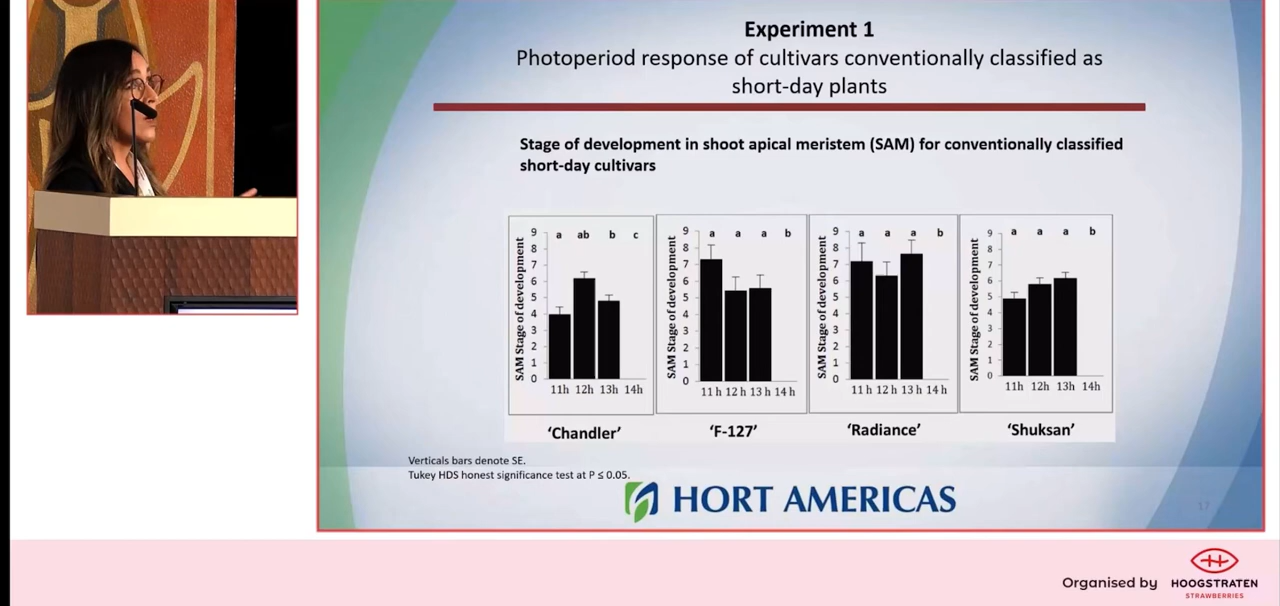 Experiment 1
Photoperiod response of cultivars conventionally classified as
short-day plants
Stage of development in shoot apical meristem (SAM) for conventionally classified
short-day cultivars
SAM Stage of development
9
8
7
6
5
4
3
2
1
0
a ab b c
11h 12h 13h 14h
'Chandler'
SAM Stage of development
9
8
7
6
5
4
3
2
1
0
a a a b
11 h 12 h 13 h 14 h
'F-127'
SAM Stage of development
9
8
7
6
5
4
3
2
1
0
a a a b
11 h 12 h 13 h 14 h
'Radiance'
SAM Stage of development
9
8
7
6
5
4
3
2
1
0
a a a b
11h 12h 13h 14h
'Shuksan'
Verticals bars denote SE.
Tukey HDS honest significance test at P ≤ 0.05.
HORT AMERICAS
17
Organised by
HOOGSTRATEN
STRAWBERRIES